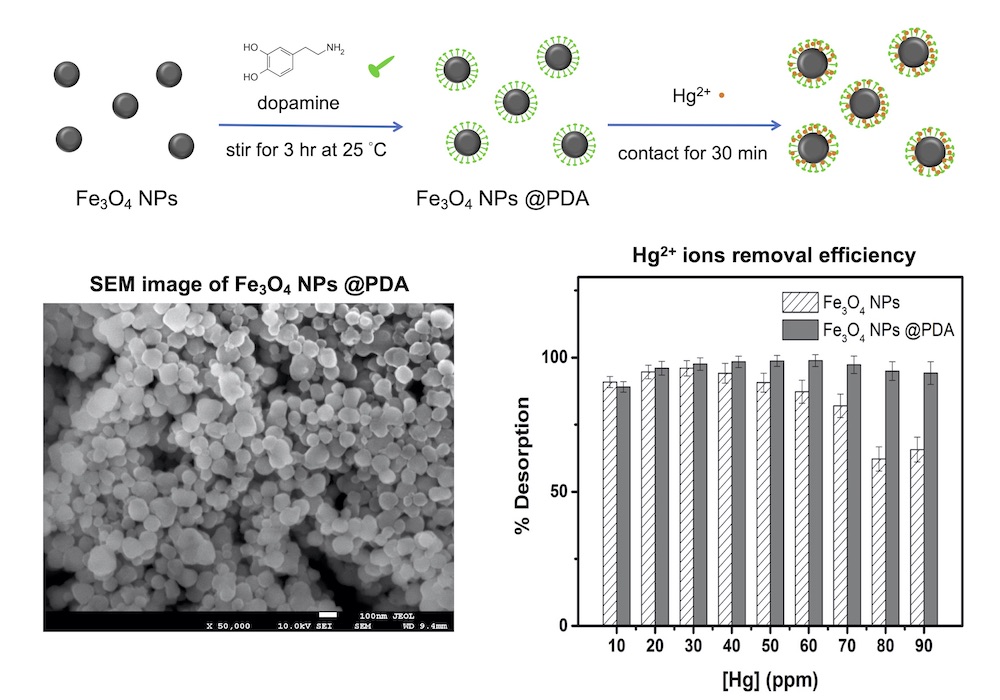 HO
NH₂
HO
dopamine
stir for 3 hr at 25 °C
Hg²⁺
contact for 30 min
Fe₃O₄ NPs
Fe₃O₄ NPs @PDA
SEM image of Fe₃O₄ NPs @PDA
100nm JEOL
X 50,000 10.0kV SEI SEM WD 9.4mm
Hg²⁺ ions removal efficiency
Fe₃O₄ NPs
Fe₃O₄ NPs @PDA
% Desorption
100
50
0
10 20 30 40 50 60 70 80 90
[Hg] (ppm)